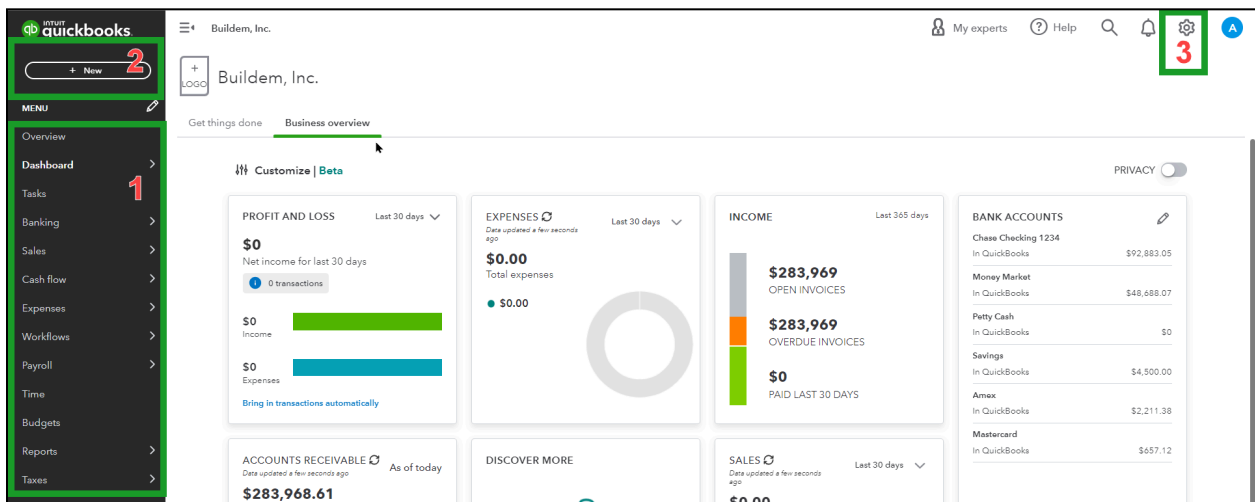 INTUIT
quickbooks.
Buildem, Inc.
My experts
Help
A
3
+ New
2
+
LOGO
Buildem, Inc.
MENU
Get things done
Business overview
Overview
Dashboard
Tasks
Banking
Sales
Cash flow
Expenses
Workflows
Payroll
Time
Budgets
Reports
Taxes
1
Customize | Beta
PRIVACY
PROFIT AND LOSS
Last 30 days
$0
Net income for last 30 days
0 transactions
$0
Income
$0
Expenses
Bring in transactions automatically
EXPENSES
Data updated a few seconds
ago
Last 30 days
$0.00
Total expenses
$0.00
INCOME
Last 365 days
$283,969
OPEN INVOICES
$283,969
OVERDUE INVOICES
$0
PAID LAST 30 DAYS
BANK ACCOUNTS
Chase Checking 1234
In QuickBooks $92,883.05
Money Market
In QuickBooks $48,688.07
Petty Cash
In QuickBooks $0
Savings
In QuickBooks $4,500.00
Amex
In QuickBooks $2,211.38
Mastercard
In QuickBooks $657.12
ACCOUNTS RECEIVABLE
Data updated a few seconds ago
As of today
$283,968.61
DISCOVER MORE
SALES
Data updated a few seconds
ago
Last 30 days
$0.00